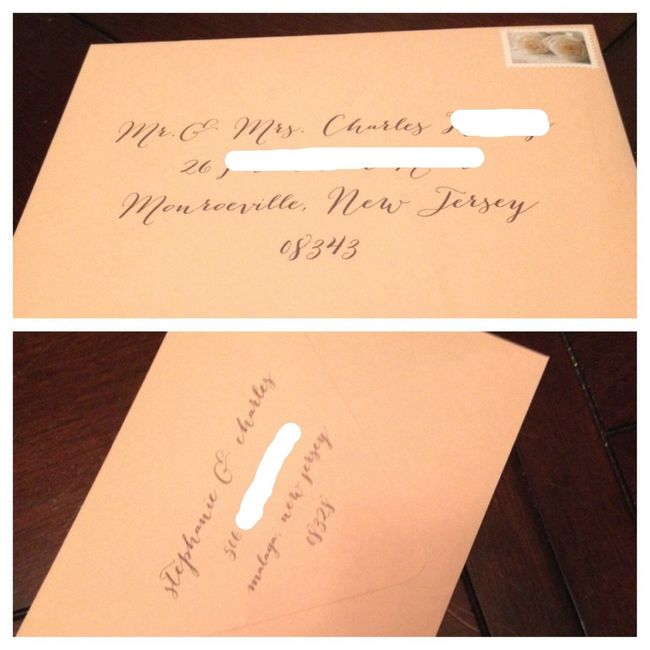 Mr. & Mrs. Charles
26
Monroeville, New Jersey
08343
stephanie & charles
malaga, new jersey
08328